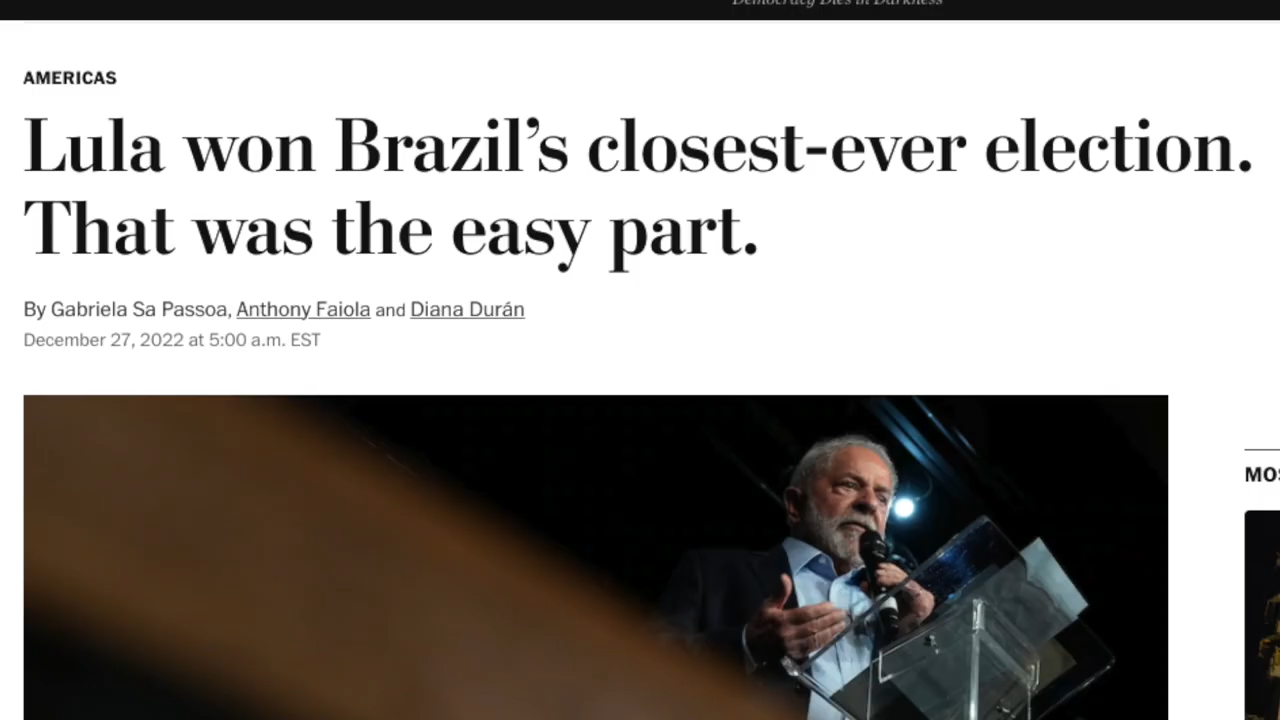 Democracy Dies in Darkness
AMERICAS
Lula won Brazil’s closest-ever election.
That was the easy part.
By Gabriela Sa Passoa, Anthony Faiola and Diana Durán
December 27, 2022 at 5:00 a.m. EST